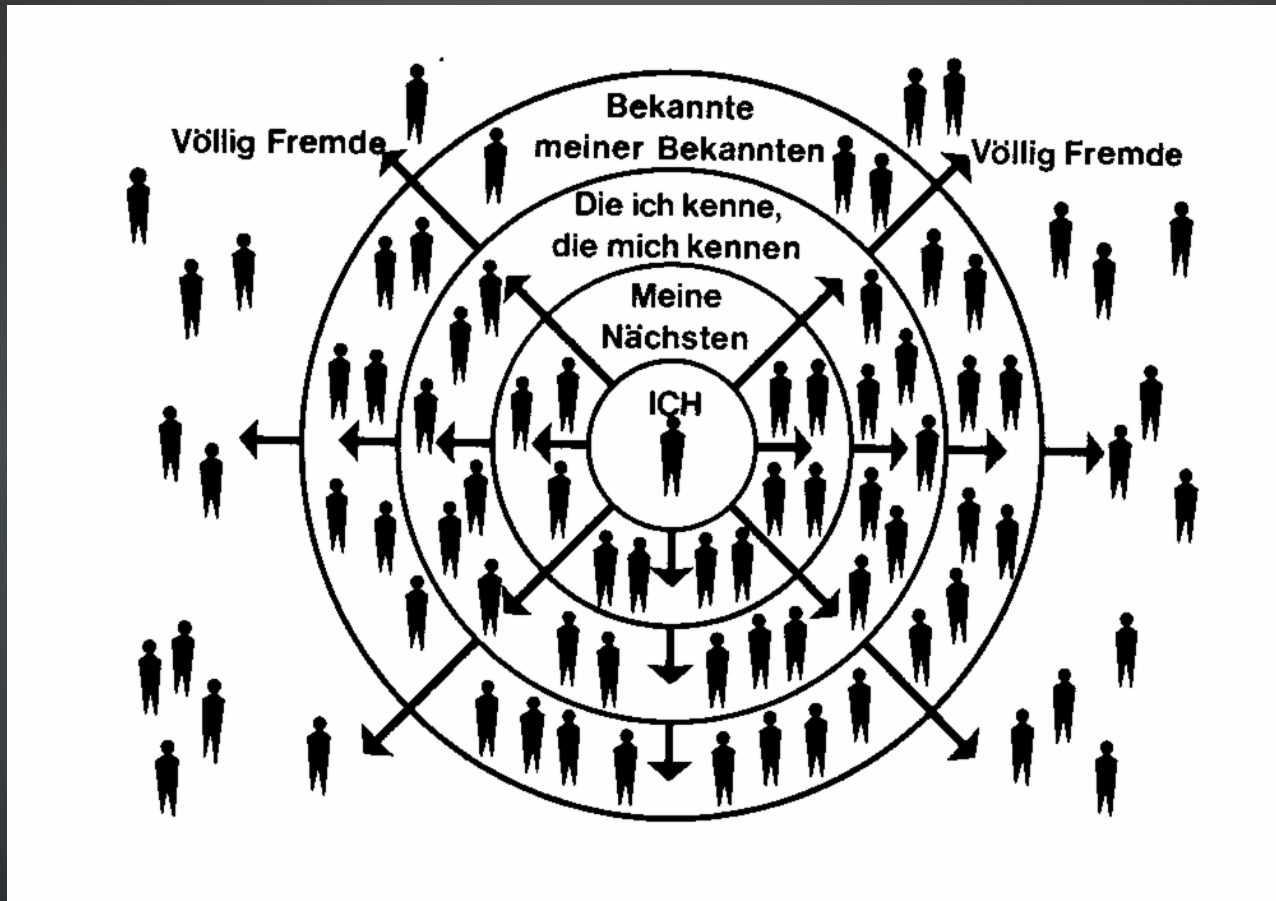 Bekannte
meiner Bekannten
Völlig Fremde
Völlig Fremde
Die ich kenne,
die mich kennen
Meine
Nächsten
ICH